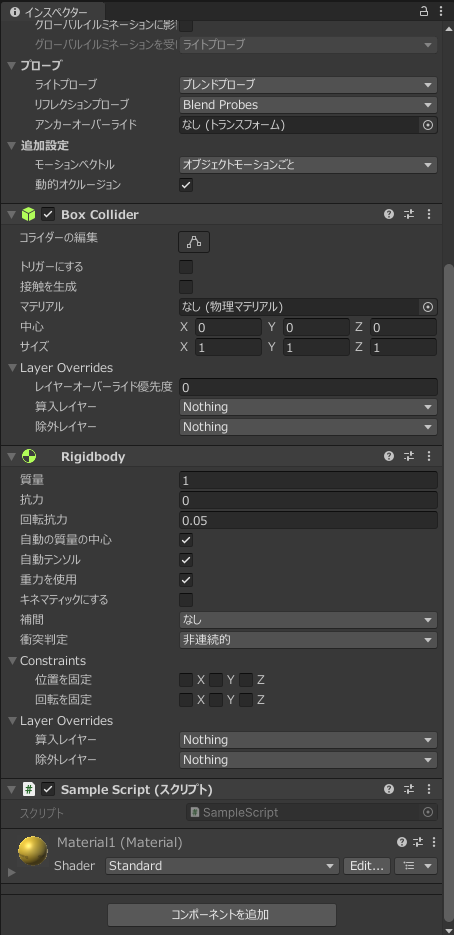 インスペクター
グローバルイルミネーションに影
グローバルイルミネーションを受け ライトプローブ
プローブ
ライトプローブ ブレンドプローブ
リフレクションプローブ Blend Probes
アンカーオーバーライド なし (トランスフォーム)
追加設定
モーションベクトル オブジェクトモーションごと
動的オクルージョン
Box Collider
コライダーの編集
トリガーにする
接触を生成
マテリアル なし (物理マテリアル)
中心 X 0 Y 0 Z 0
サイズ X 1 Y 1 Z 1
Layer Overrides
レイヤーオーバーライド優先度 0
算入レイヤー Nothing
除外レイヤー Nothing
Rigidbody
質量 1
抗力 0
回転抗力 0.05
自動の質量の中心
自動テンソル
重力を使用
キネマティックにする
補間 なし
衝突判定 非連続的
Constraints
位置を固定 X Y Z
回転を固定 X Y Z
Layer Overrides
算入レイヤー Nothing
除外レイヤー Nothing
# Sample Script (スクリプト)
スクリプト SampleScript
Material1 (Material)
Shader Standard Edit...
コンポーネントを追加